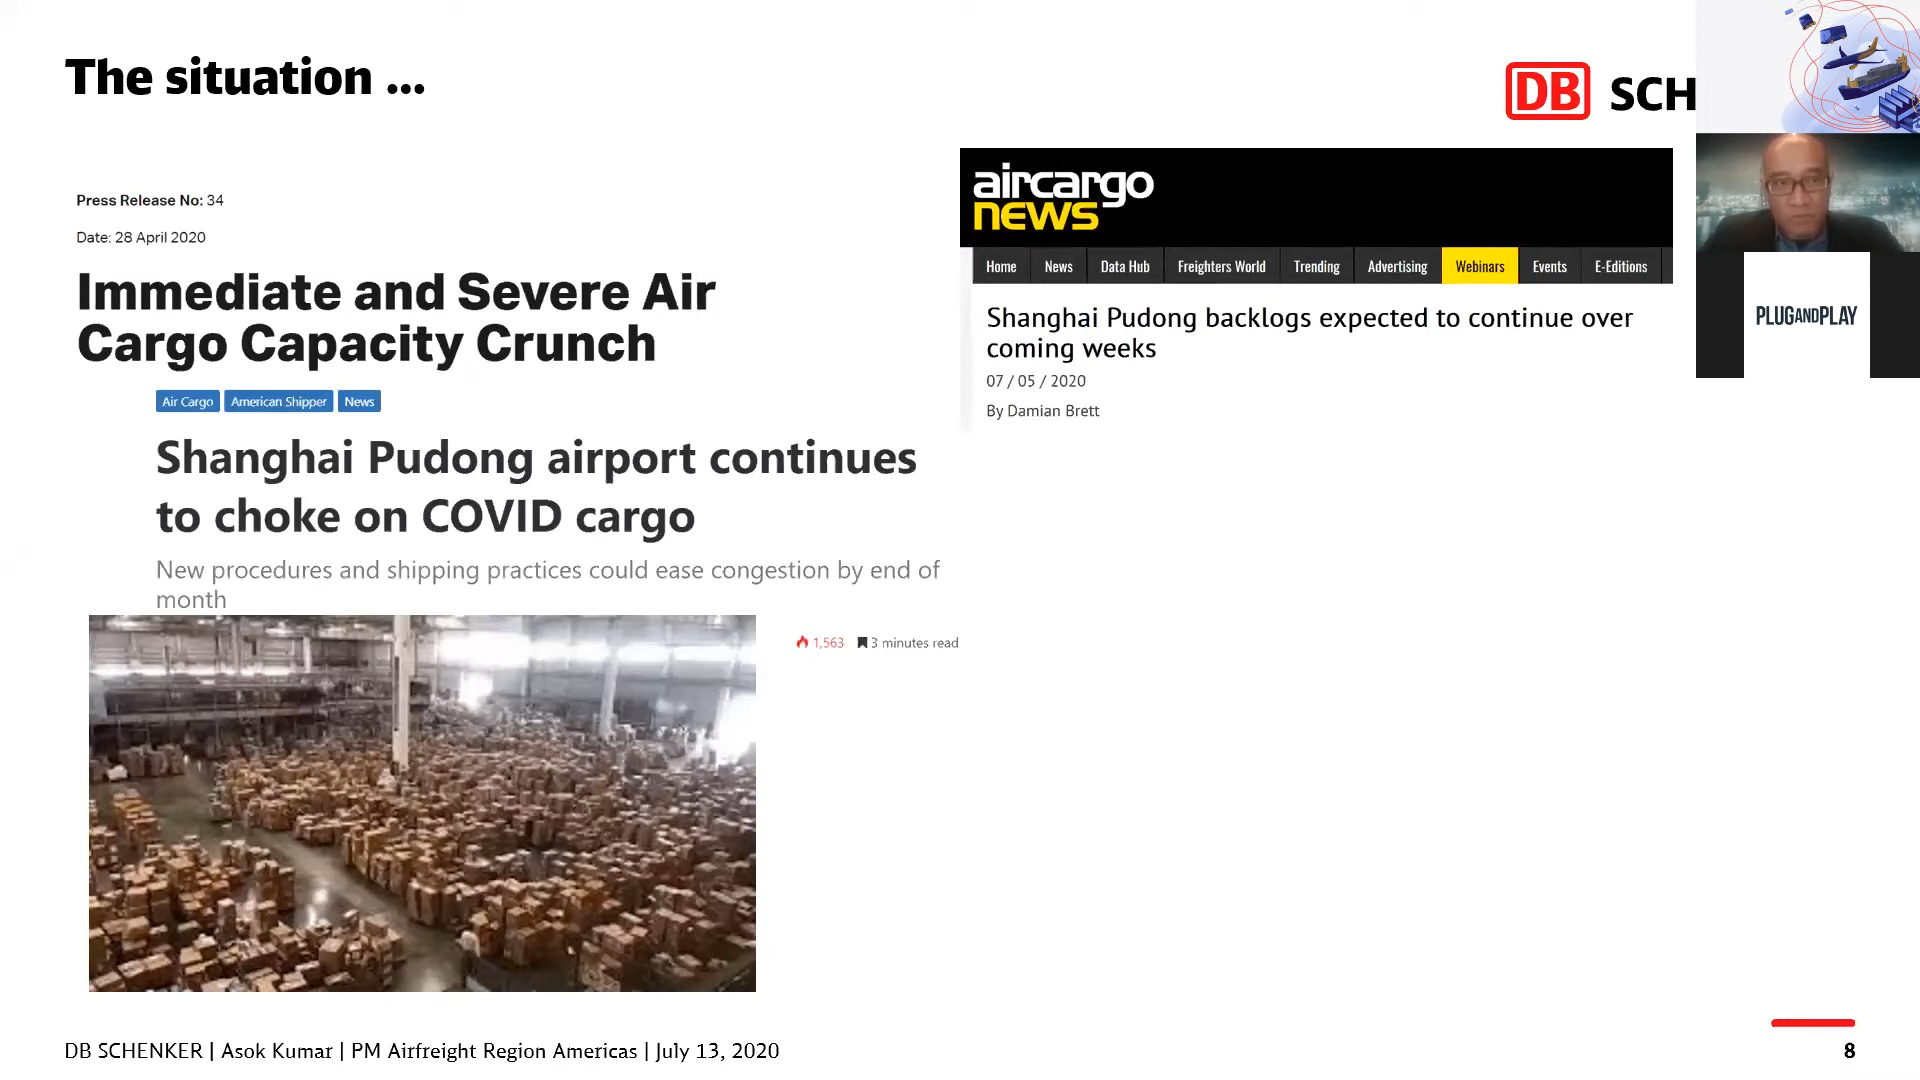 The situation ...
DB SCH
Press Release No: 34
Date: 28 April 2020
Immediate and Severe Air
Cargo Capacity Crunch
Air Cargo American Shipper News
Shanghai Pudong airport continues
to choke on COVID cargo
New procedures and shipping practices could ease congestion by end of
month
1,563 3 minutes read
aircargo
NEWS
Home News Data Hub Freighters World Trending Advertising Webinars Events E-Editions
Shanghai Pudong backlogs expected to continue over
coming weeks
07 / 05 / 2020
By Damian Brett
PLUGANDPLAY
DB SCHENKER | Asok Kumar | PM Airfreight Region Americas | July 13, 2020
8